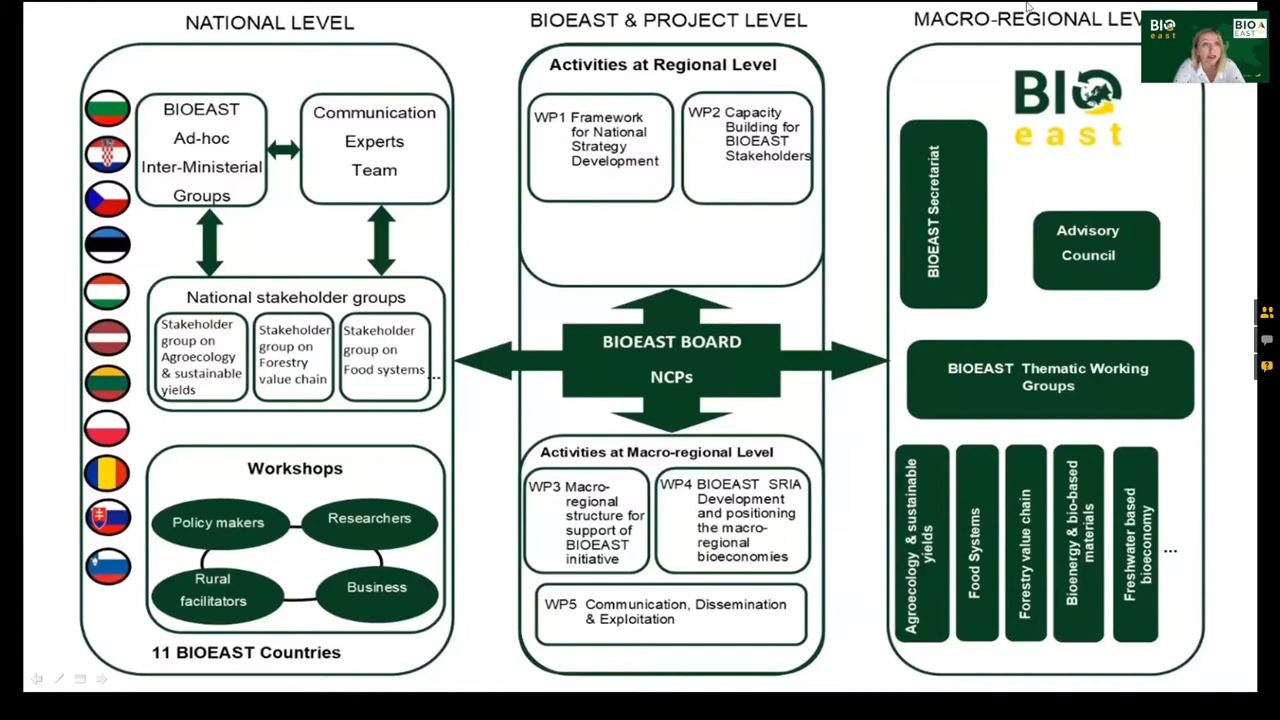 NATIONAL LEVEL
BIOEAST
Ad-hoc
Inter-Ministerial
Groups
Communication
Experts
Team
National stakeholder groups
Stakeholder
group on
Agroecology
& sustainable
yields
Stakeholder
group on
Forestry
value chain
Stakeholder
group on
Food systems
...
Workshops
Policy makers
Researchers
Rural
facilitators
Business
11 BIOEAST Countries
BIOEAST & PROJECT LEVEL
Activities at Regional Level
WP1 Framework
for National
Strategy
Development
WP2 Capacity
Building for
BIOEAST
Stakeholders
BIOEAST BOARD
NCPs
Activities at Macro-regional Level
WP3 Macro-
regional
structure for
support of
BIOEAST
initiative
WP4 BIOEAST SRIA
Development
and positioning
the macro-
regional
bioeconomies
WP5 Communication, Dissemination
& Exploitation
MACRO-REGIONAL LEV
BIO
east
BIOEAST Secretariat
Advisory
Council
BIOEAST Thematic Working
Groups
Agroecology & sustainable
yields
Food Systems
Forestry value chain
Bioenergy & bio-based
materials
Freshwater based
bioeconomy
...
BIO
east
BIO
EAST